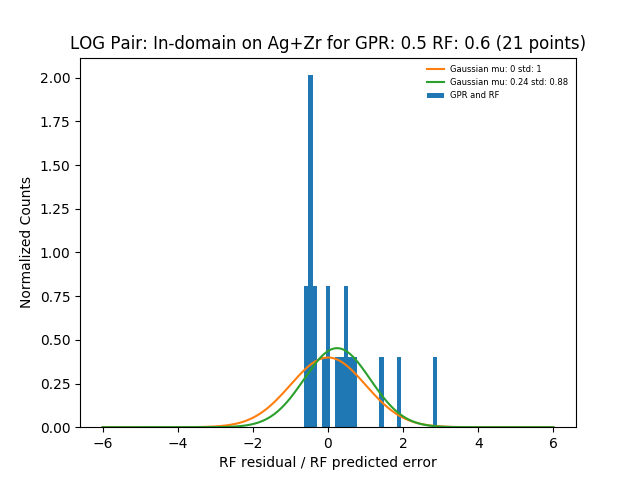 LOG Pair: In-domain on Ag+Zr for GPR: 0.5 RF: 0.6 (21 points)
Gaussian mu: 0 std: 1
Gaussian mu: 0.24 std: 0.88
GPR and RF
Normalized Counts
2.00
1.75
1.50
1.25
1.00
0.75
0.50
0.25
0.00
−6 −4 −2 0 2 4 6
RF residual / RF predicted error